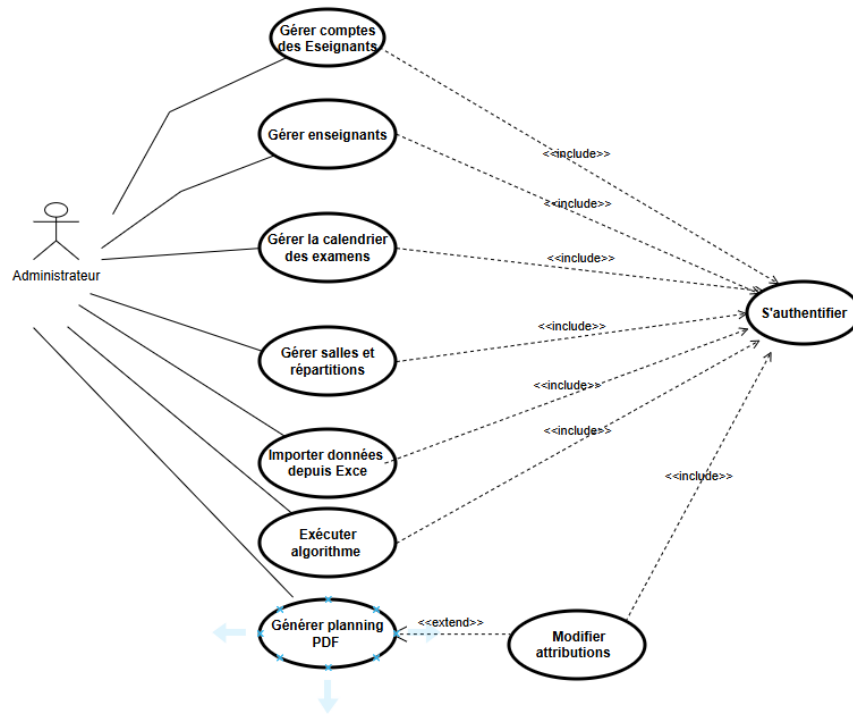 Gérer comptes
des Eseignants
<<include>>
Gérer enseignants
<<include>>
Administrateur
Gérer la calendrier
des examens
<<include>>
S'authentifier
Gérer salles et
répartitions
<<include>>
<<include>>
Importer données
depuis Exce
<<include>>
<<include>>
Exécuter
algorithme
Générer planning
PDF
<<extend>>
Modifier
attributions